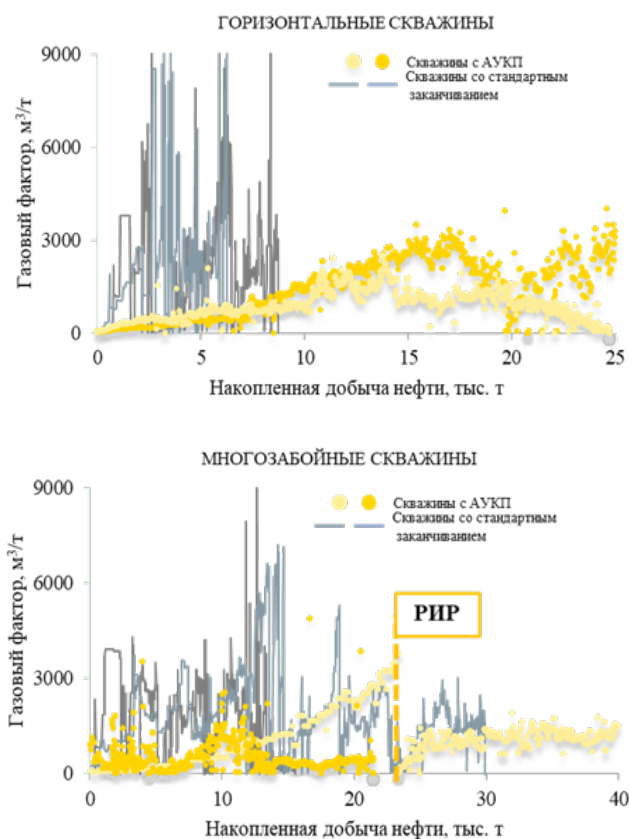 ГОРИЗОНТАЛЬНЫЕ СКВАЖИНЫ
9000
6000
3000
0
Газовый фактор, м³/т
Скважины с АУКП
Скважины со стандартным
заканчиванием
0 5 10 15 20 25
Накопленная добыча нефти, тыс. т
МНОГОЗАБОЙНЫЕ СКВАЖИНЫ
9000
6000
3000
0
Газовый фактор, м³/т
Скважины с АУКП
Скважины со стандартным
заканчиванием
РИР
0 10 20 30 40
Накопленная добыча нефти, тыс. т